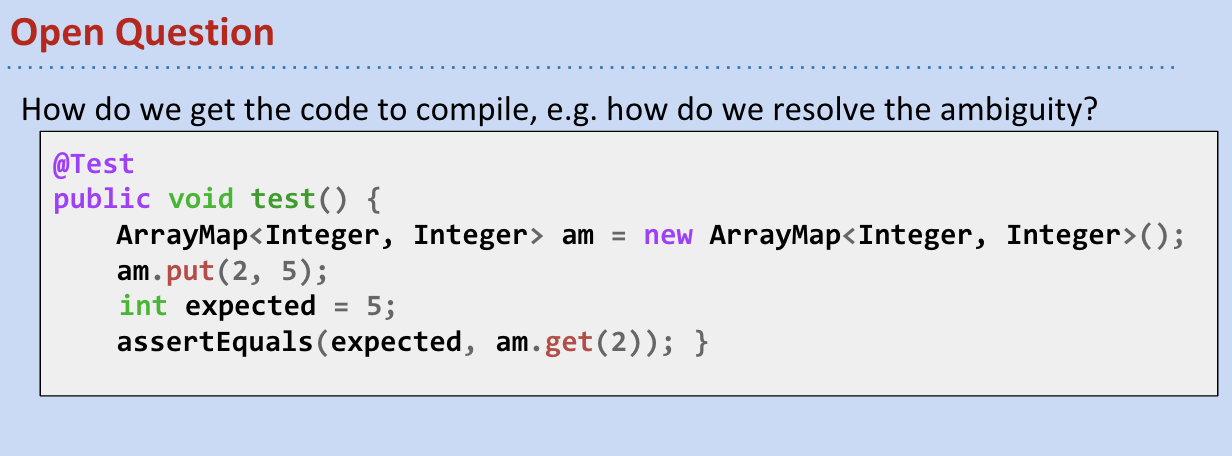 Open Question
How do we get the code to compile, e.g. how do we resolve the ambiguity?
@Test
public void test() {
    ArrayMap<Integer, Integer> am = new ArrayMap<Integer, Integer>();
    am.put(2, 5);
    int expected = 5;
    assertEquals(expected, am.get(2)); }